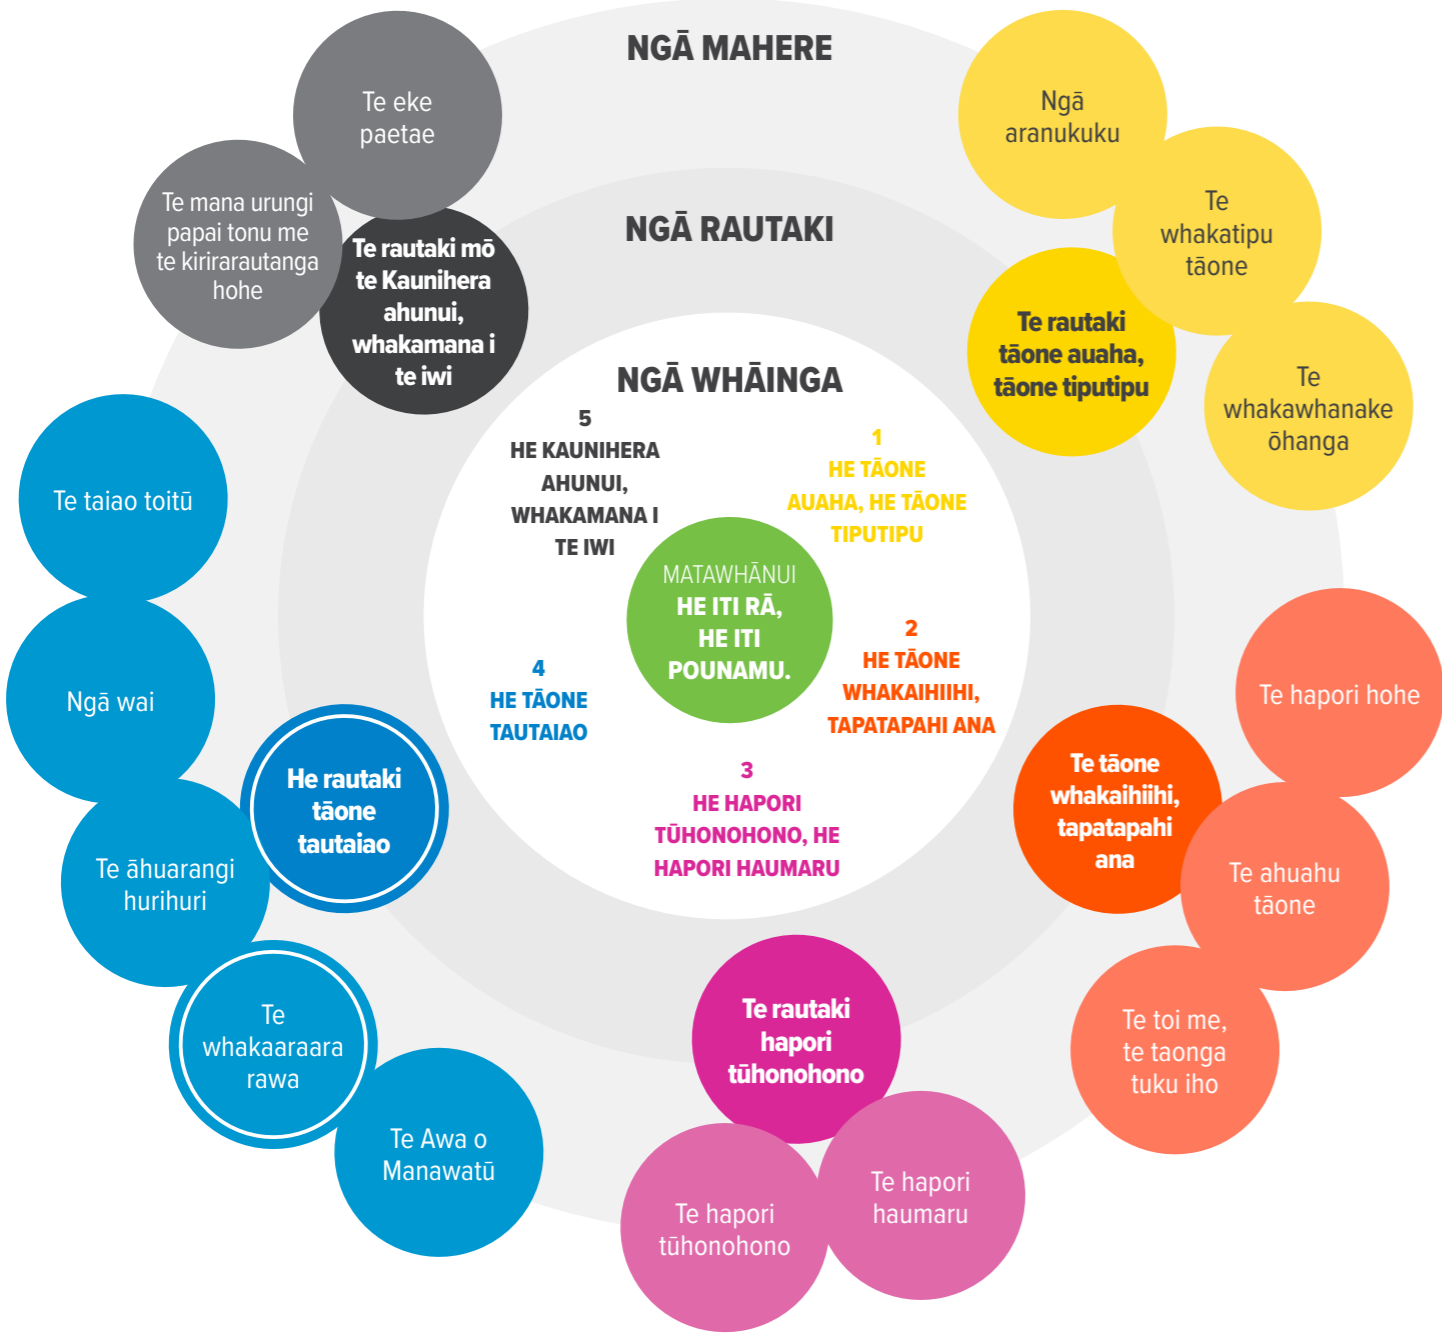 NGĀ MAHERE
NGĀ RAUTAKI
NGĀ WHĀINGA
MATAWHĀNUI
HE ITI RĀ,
HE ITI
POUNAMU.
1
HE TĀONE
AUAHA, HE TĀONE
TIPUTIPU
2
HE TĀONE
WHAKAIHIIHI,
TAPATAPAHI ANA
3
HE HAPORI
TŪHONOHONO, HE
HAPORI HAUMARU
4
HE TĀONE
TAUTAIAO
5
HE KAUNIHERA
AHUNUI,
WHAKAMANA I
TE IWI
Te rautaki
tāone auaha,
tāone tiputipu
Ngā
aranukuku
Te
whakatipu
tāone
Te
whakawhanake
ōhanga
Te tāone
whakaihiihi,
tapatapahi
ana
Te hapori hohe
Te ahuahu
tāone
Te toi me,
te taonga
tuku iho
Te rautaki
hapori
tūhonohono
Te hapori
haumaru
Te hapori
tūhonohono
He rautaki
tāone
tautaiao
Te Awa o
Manawatū
Te
whakaaraara
rawa
Te āhuarangi
hurihuri
Ngā wai
Te taiao toitū
Te rautaki mō
te Kaunihera
ahunui,
whakamana i
te iwi
Te mana urungi
papai tonu me
te kirirarautanga
hohe
Te eke
paetae